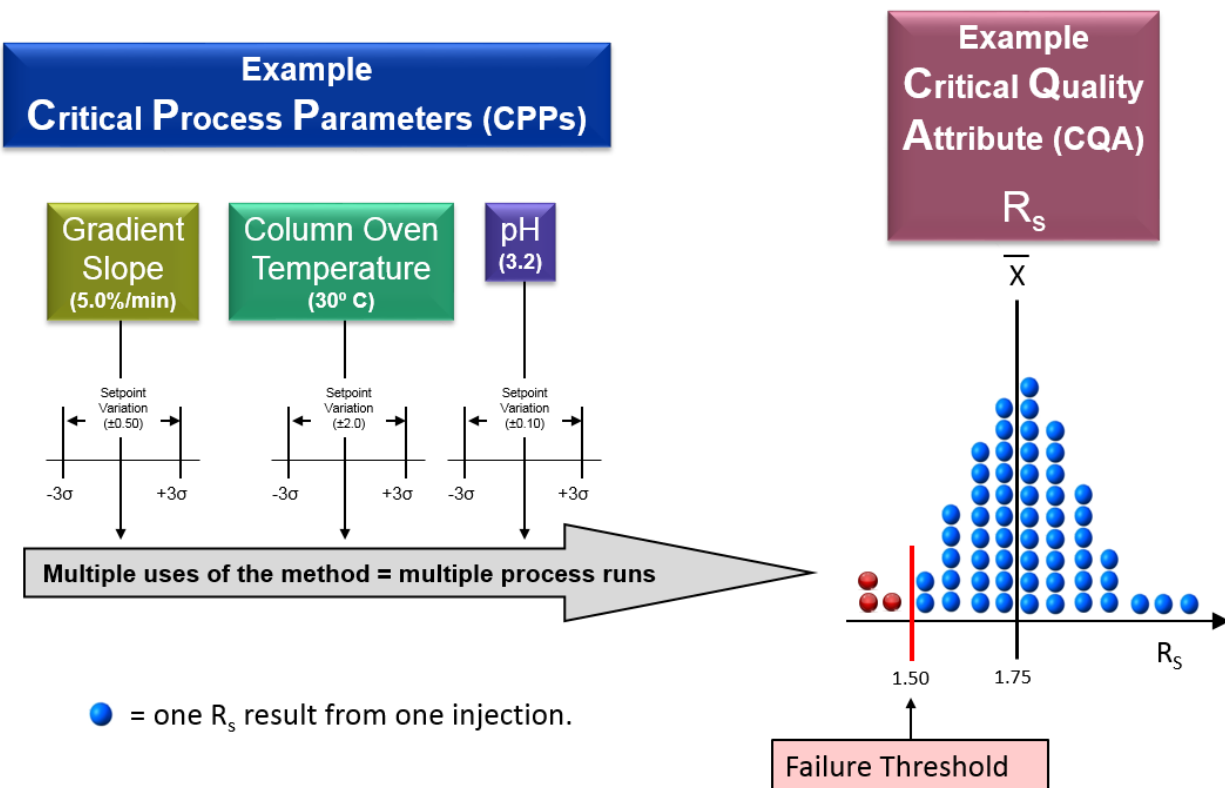 Example
Critical Process Parameters (CPPs)
Example
Critical Quality
Attribute (CQA)
Rs
Gradient
Slope
(5.0%/min)
Column Oven
Temperature
(30º C)
pH
(3.2)
X
Setpoint
Variation
(±0.50)
-3σ
+3σ
Setpoint
Variation
(±2.0)
-3σ
+3σ
Setpoint
Variation
(±0.10)
-3σ
+3σ
Multiple uses of the method = multiple process runs
RS
1.50
1.75
= one Rs result from one injection.
Failure Threshold